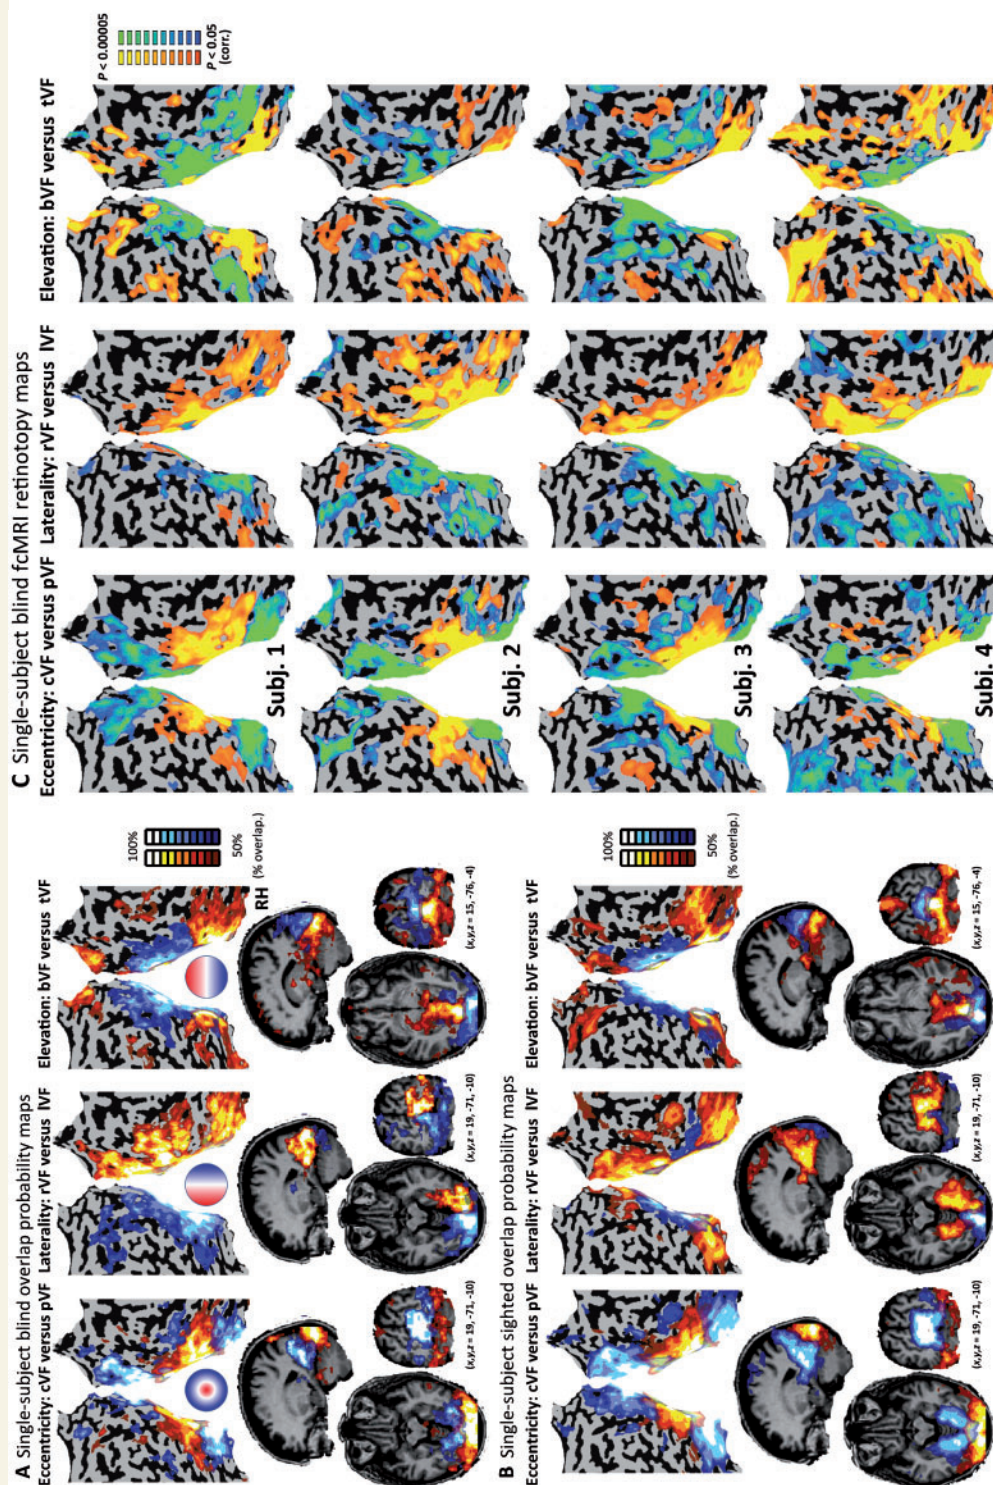 A Single-subject blind overlap probability maps
Eccentricity: cVF versus pVF
Laterality: rVF versus lVF
Elevation: bVF versus tVF
100%
50%
(% overlap.)
RH
(x,y,z = 19, -71, -10)
(x,y,z = 19, -71, -10)
(x,y,z = 15, -76, -4)
B Single-subject sighted overlap probability maps
Eccentricity: cVF versus pVF
Laterality: rVF versus lVF
Elevation: bVF versus tVF
100%
50%
(% overlap.)
(x,y,z = 19, -71, -10)
(x,y,z = 19, -71, -10)
(x,y,z = 15, -76, -4)
C Single-subject blind fcMRI retinotopy maps
Eccentricity: cVF versus pVF
Laterality: rVF versus lVF
Elevation: bVF versus tVF
P < 0.00005
P < 0.05
(corr.)
Subj. 1
Subj. 2
Subj. 3
Subj. 4